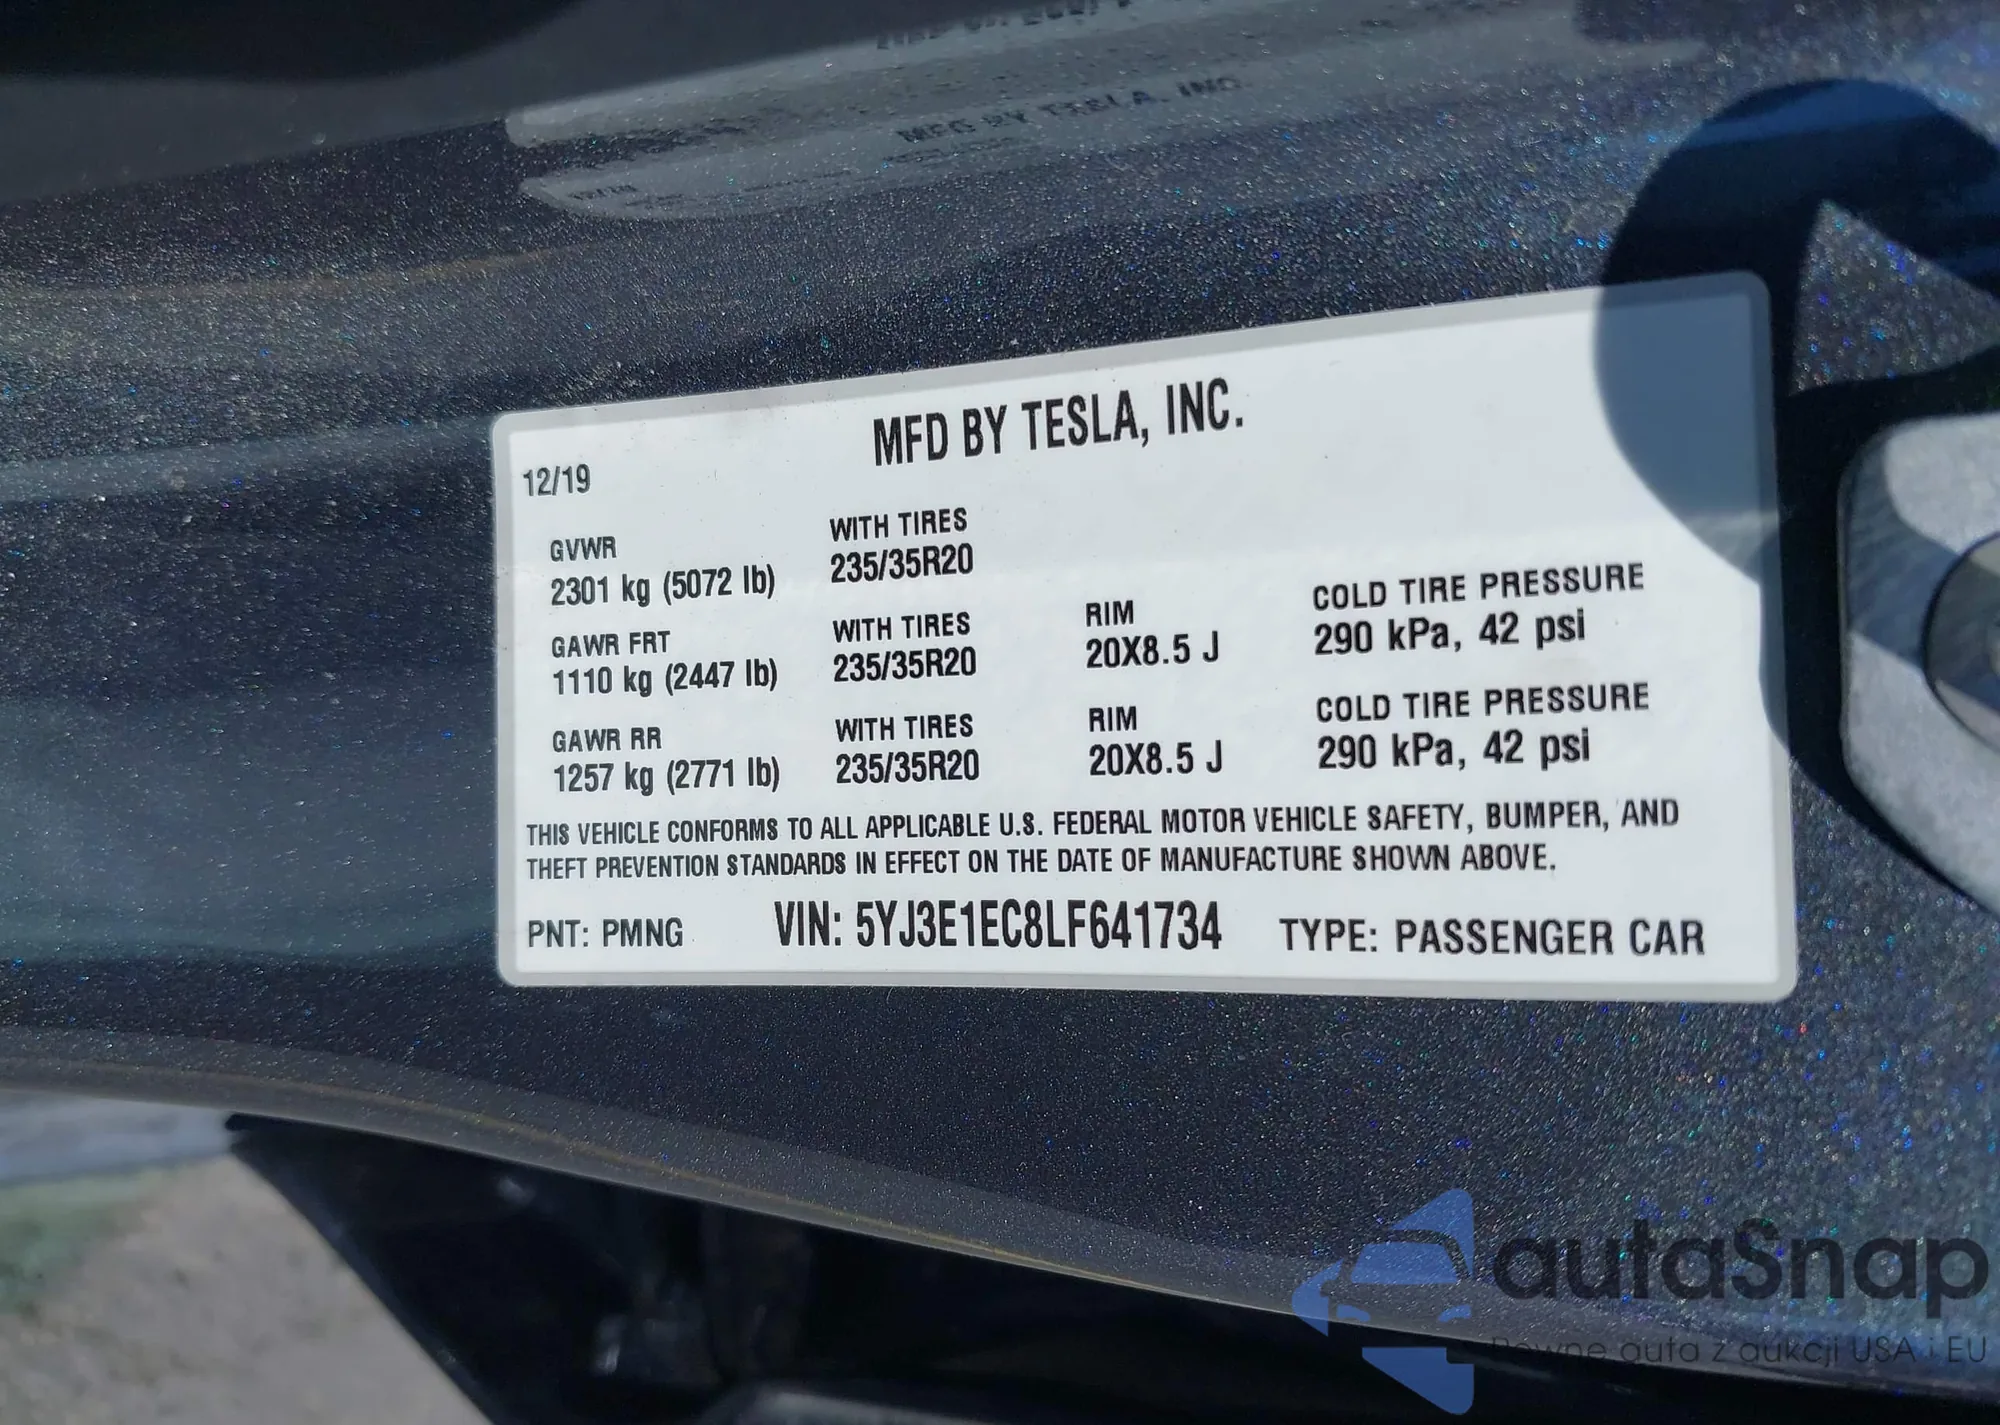 MFD BY TESLA, INC.
MFD BY TESLA, INC.
12/19
GVWR WITH TIRES
2301 kg (5072 lb) 235/35R20
GAWR FRT WITH TIRES RIM COLD TIRE PRESSURE
1110 kg (2447 lb) 235/35R20 20X8.5 J 290 kPa, 42 psi
GAWR RR WITH TIRES RIM COLD TIRE PRESSURE
1257 kg (2771 lb) 235/35R20 20X8.5 J 290 kPa, 42 psi
THIS VEHICLE CONFORMS TO ALL APPLICABLE U.S. FEDERAL MOTOR VEHICLE SAFETY, BUMPER, AND
THEFT PREVENTION STANDARDS IN EFFECT ON THE DATE OF MANUFACTURE SHOWN ABOVE.
PNT: PMNG VIN: 5YJ3E1EC8LF641734 TYPE: PASSENGER CAR
autaSnap
Pewne auta z aukcji USA i EU